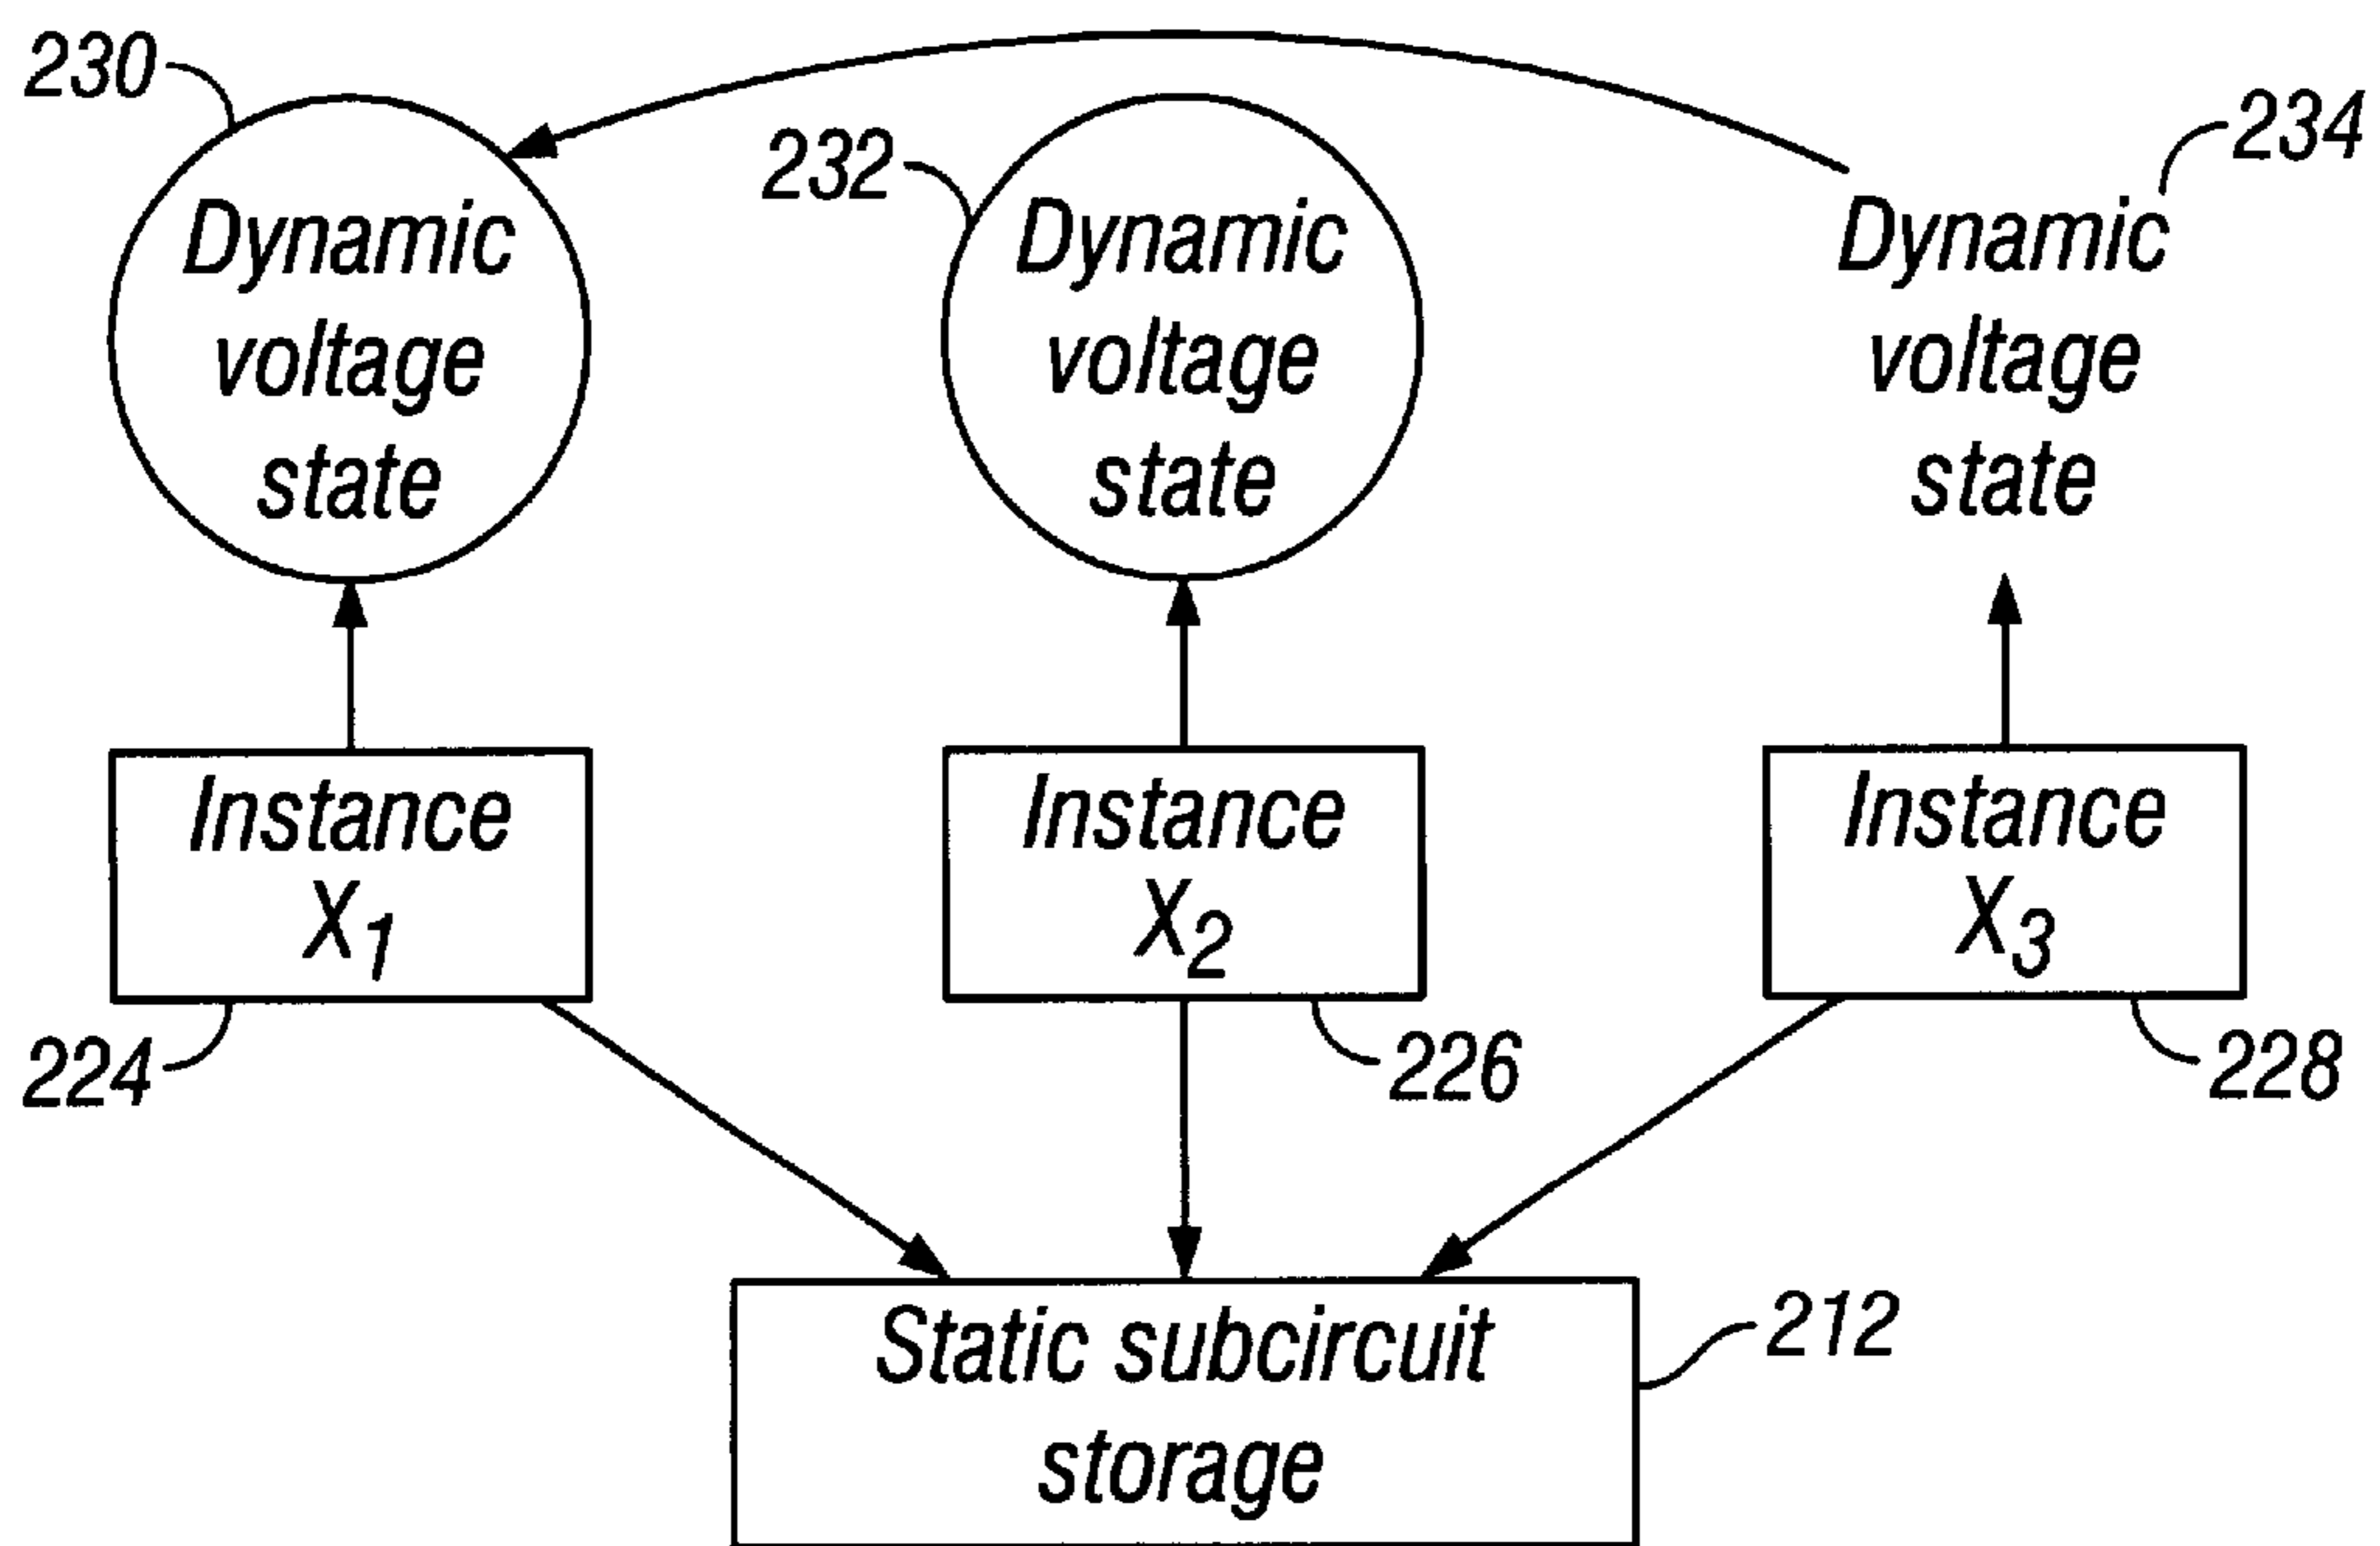 230
Dynamic
voltage
state
232
Dynamic
voltage
state
234
Dynamic
voltage
state
Instance
X1
224
Instance
X2
226
Instance
X3
228
Static subcircuit
storage
212